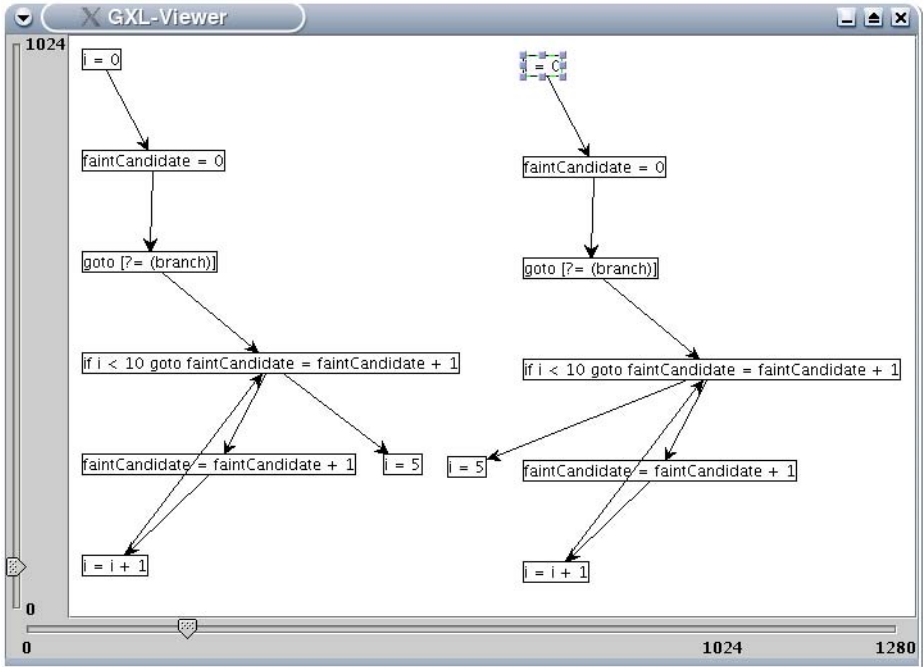 GXL-Viewer
1024
i = 0
i = 0
faintCandidate = 0
faintCandidate = 0
goto [?= (branch)]
goto [?= (branch)]
if i < 10 goto faintCandidate = faintCandidate + 1
if i < 10 goto faintCandidate = faintCandidate + 1
faintCandidate = faintCandidate + 1
i = 5
i = 5
faintCandidate = faintCandidate + 1
i = i + 1
i = i + 1
0
0
1024
1280